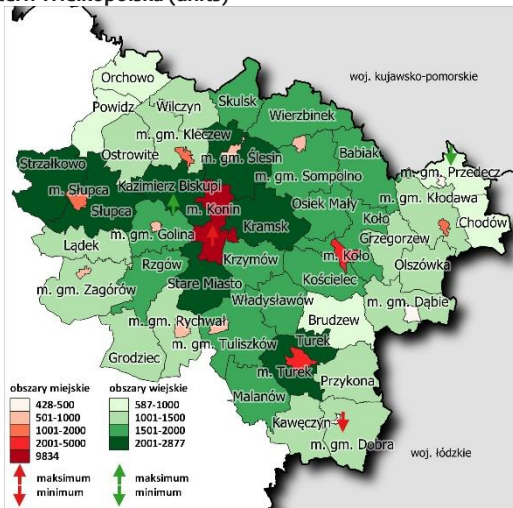 tern Wielkopolska (units)
Orchowo
woj. kujawsko-pomorskie
Powidz
Wilczyn
Skulsk
Wierzbinek
m. gm. Kleczew
Ostrowite
m. gm. Ślesin
Babiak
m. gm. Przedecz
Strzałkowo
m. Słupca
Kazimierz Biskupi
m. gm. Sompolno
m. gm. Kłodawa
Słupca
m. Konin
Osiek Mały
Koło
Chodów
m. gm. Golina
Kramsk
Grzegorzew
Lądek
m. Koło
Olszówka
Rzgów
Krzymów
Kościelec
m. gm. Zagórów
Stare Miasto
m. gm. Dąbie
Władysławów
m. gm. Rychwał
Brudzew
m. gm. Tuliszków
Turek
Grodziec
m. Turek
Przykona
Malanów
Kawęczyn
m. gm. Dobra
woj. łódzkie
obszary miejskie
428-500
501-1000
1001-2000
2001-5000
9834
maksimum
minimum
obszary wiejskie
587-1000
1001-1500
1501-2000
2001-2877
maksimum
minimum